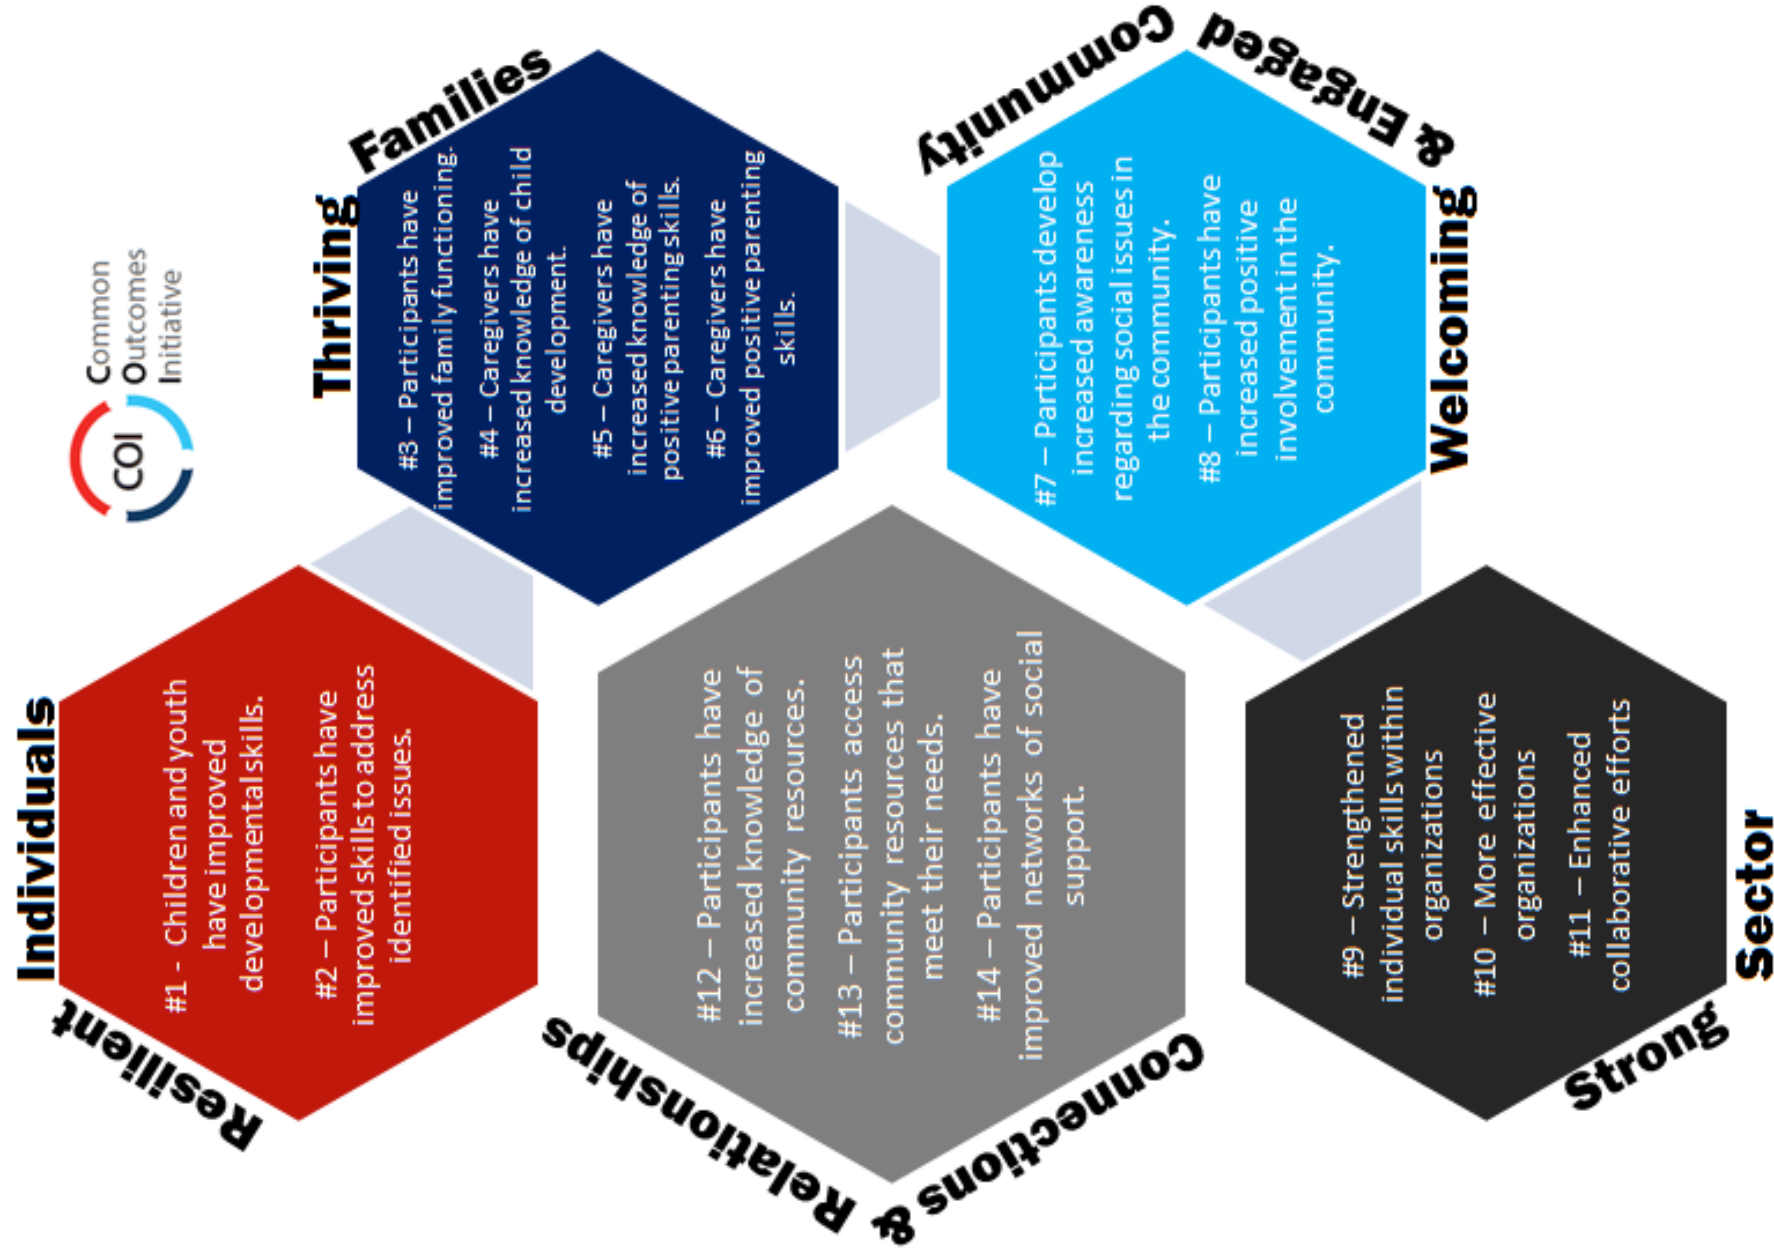 COI
Common
Outcomes
Initiative
Resilient
Individuals
#1 - Children and youth
have improved
developmental skills.
#2 – Participants have
improved skills to address
identified issues.
Thriving
Families
#3 – Participants have
improved family functioning.
#4 – Caregivers have
increased knowledge of child
development.
#5 – Caregivers have
increased knowledge of
positive parenting skills.
#6 – Caregivers have
improved positive parenting
skills.
Connections & Relationships
#12 – Participants have
increased knowledge of
community resources.
#13 – Participants access
community resources that
meet their needs.
#14 – Participants have
improved networks of social
support.
Welcoming
& Engaged
Community
#7 – Participants develop
increased awareness
regarding social issues in
the community.
#8 – Participants have
increased positive
involvement in the
community.
Strong
Sector
#9 – Strengthened
individual skills within
organizations
#10 – More effective
organizations
#11 – Enhanced
collaborative efforts